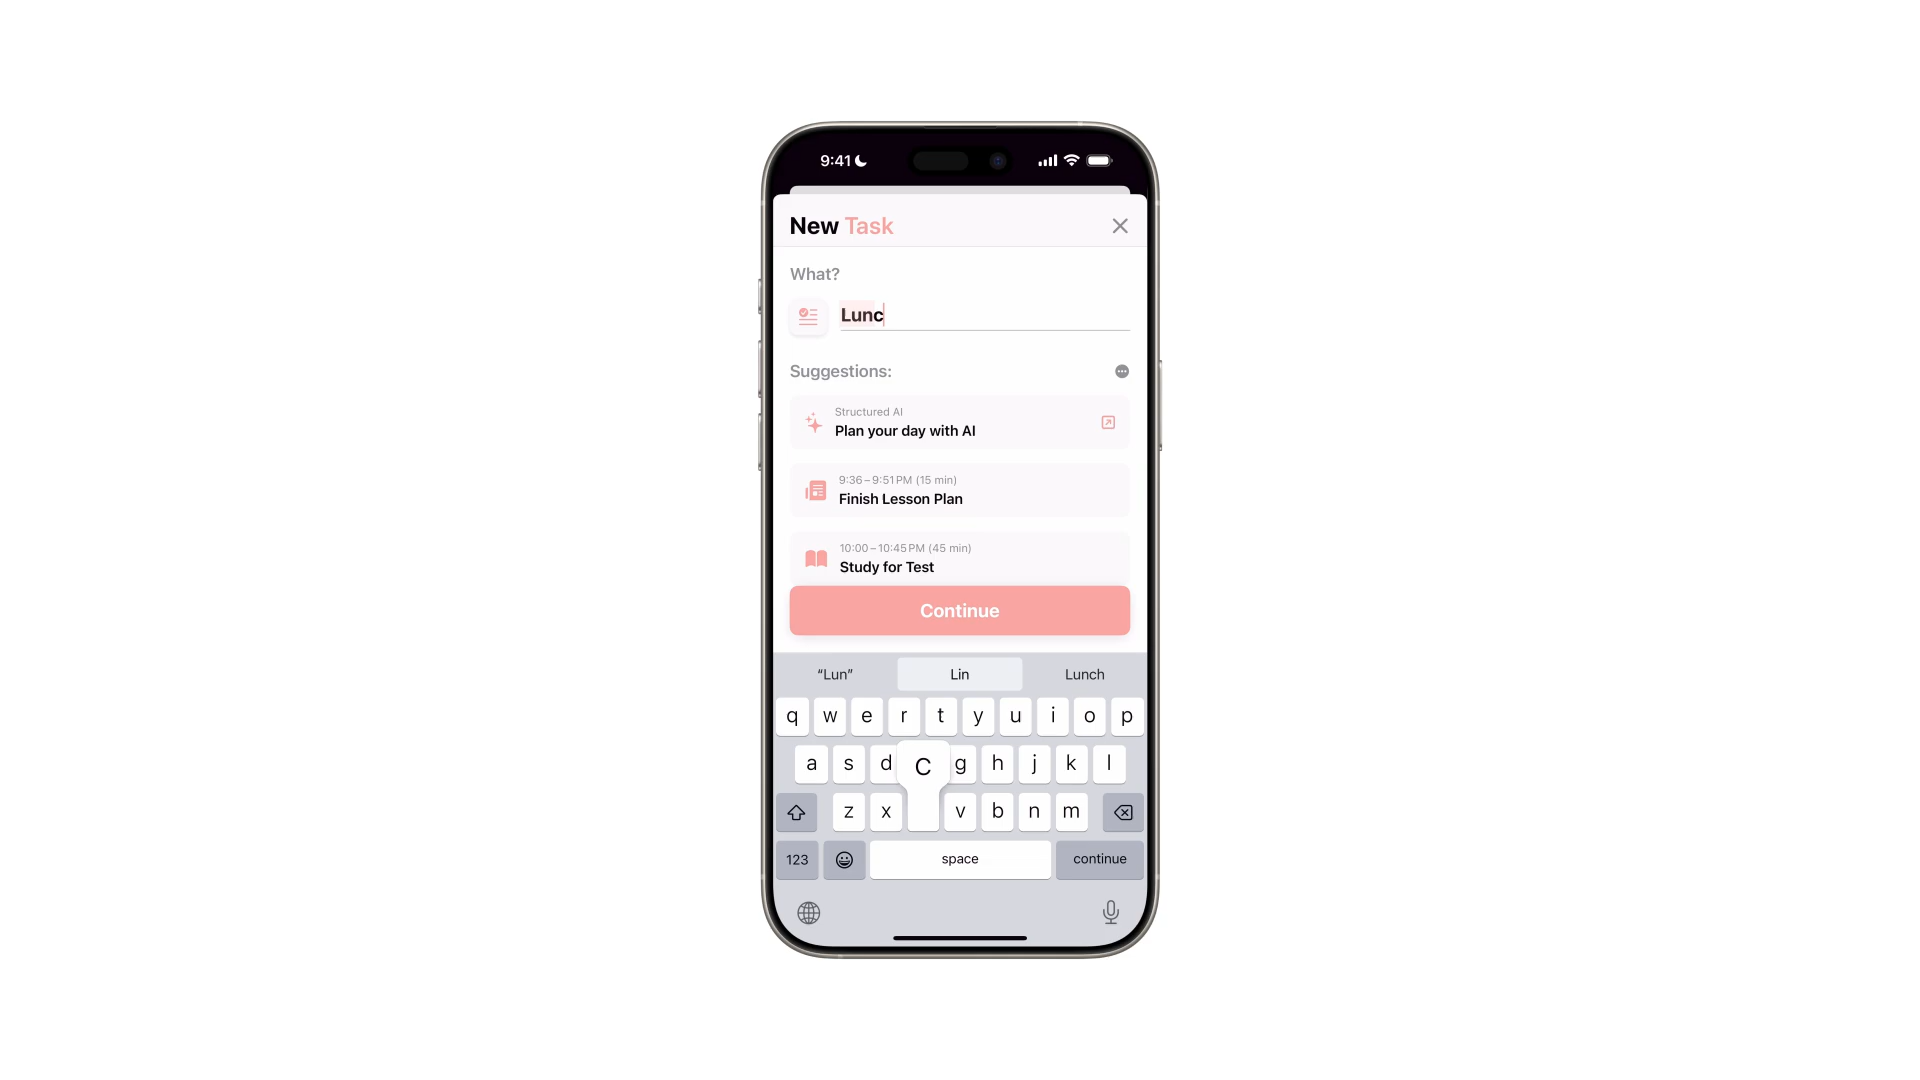 9:41
New Task
What?
Lunc
Suggestions:
Structured AI
Plan your day with AI
9:36 – 9:51 PM (15 min)
Finish Lesson Plan
10:00 – 10:45 PM (45 min)
Study for Test
Continue
“Lun” Lin Lunch
q w e r t y u i o p
a s d C g h j k l
z x v b n m
123 space continue